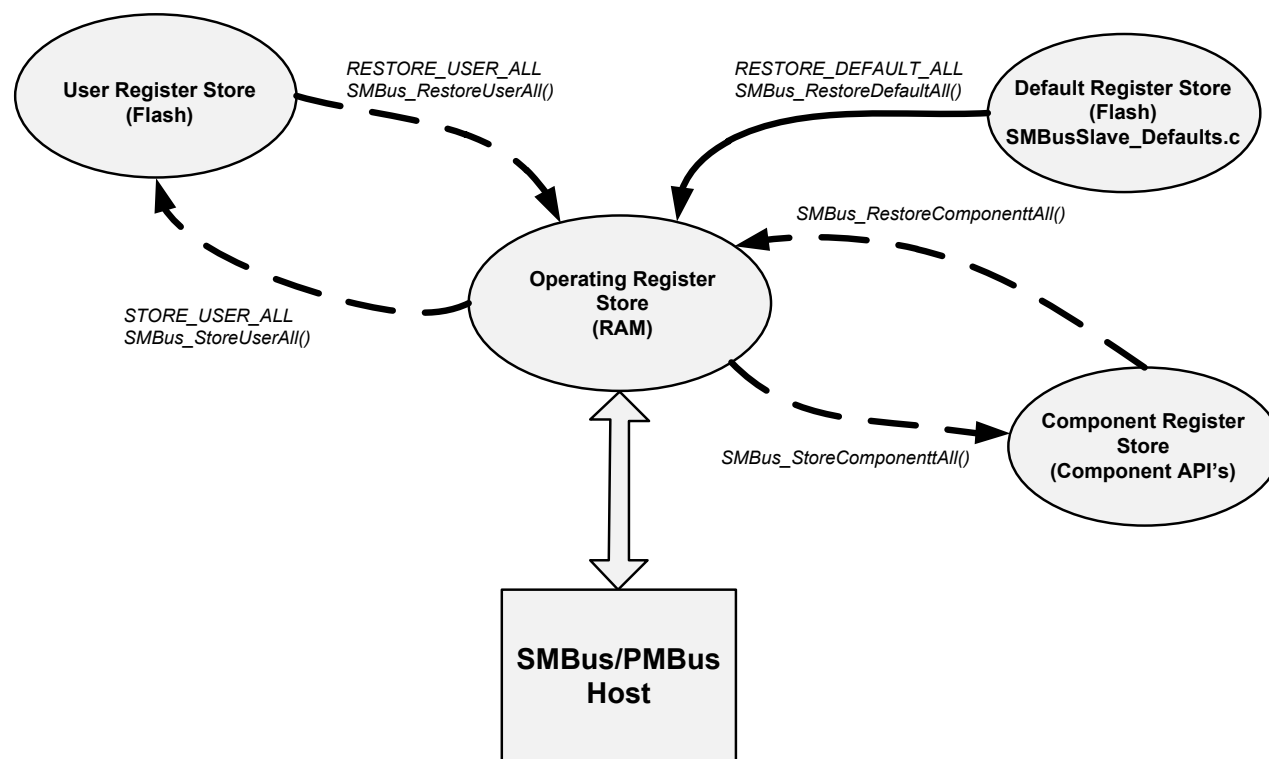 User Register Store
(Flash)
RESTORE_USER_ALL
SMBus_RestoreUserAll()
RESTORE_DEFAULT_ALL
SMBus_RestoreDefaultAll()
Default Register Store
(Flash)
SMBusSlave_Defaults.c
SMBus_RestoreComponenttAll()
Operating Register
Store
(RAM)
STORE_USER_ALL
SMBus_StoreUserAll()
Component Register
Store
(Component API's)
SMBus_StoreComponenttAll()
SMBus/PMBus
Host